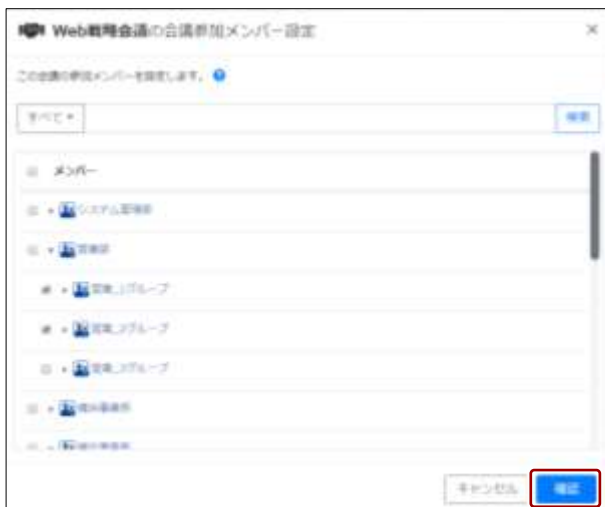 Web戦略会議の会議参加メンバー設定
この会議の参加メンバーを設定します。
すべて
検索
メンバー
システム管理部
営業部
営業_1グループ
営業_2グループ
営業_3グループ
キャンセル
確認